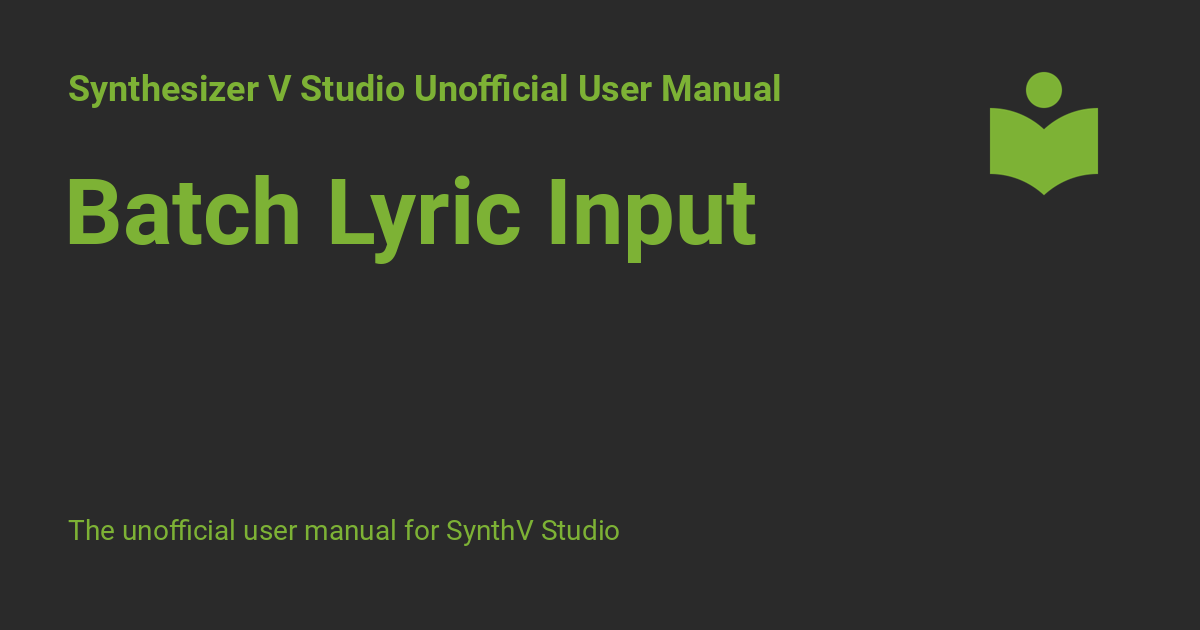 Synthesizer V Studio Unofficial User Manual
Batch Lyric Input
The unofficial user manual for SynthV Studio